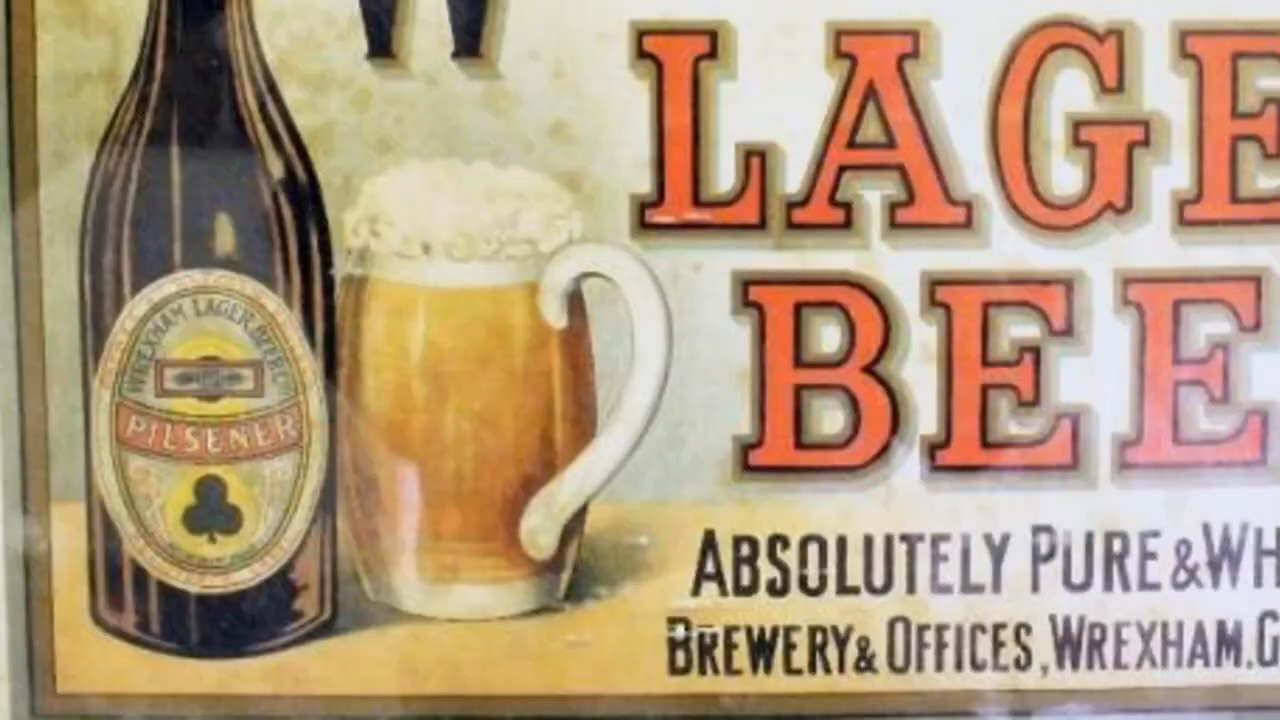 LAGE
BEE
WREXHAM LAGER BEER
PILSENER
ABSOLUTELY PURE & WH
BREWERY & OFFICES, WREXHAM. G